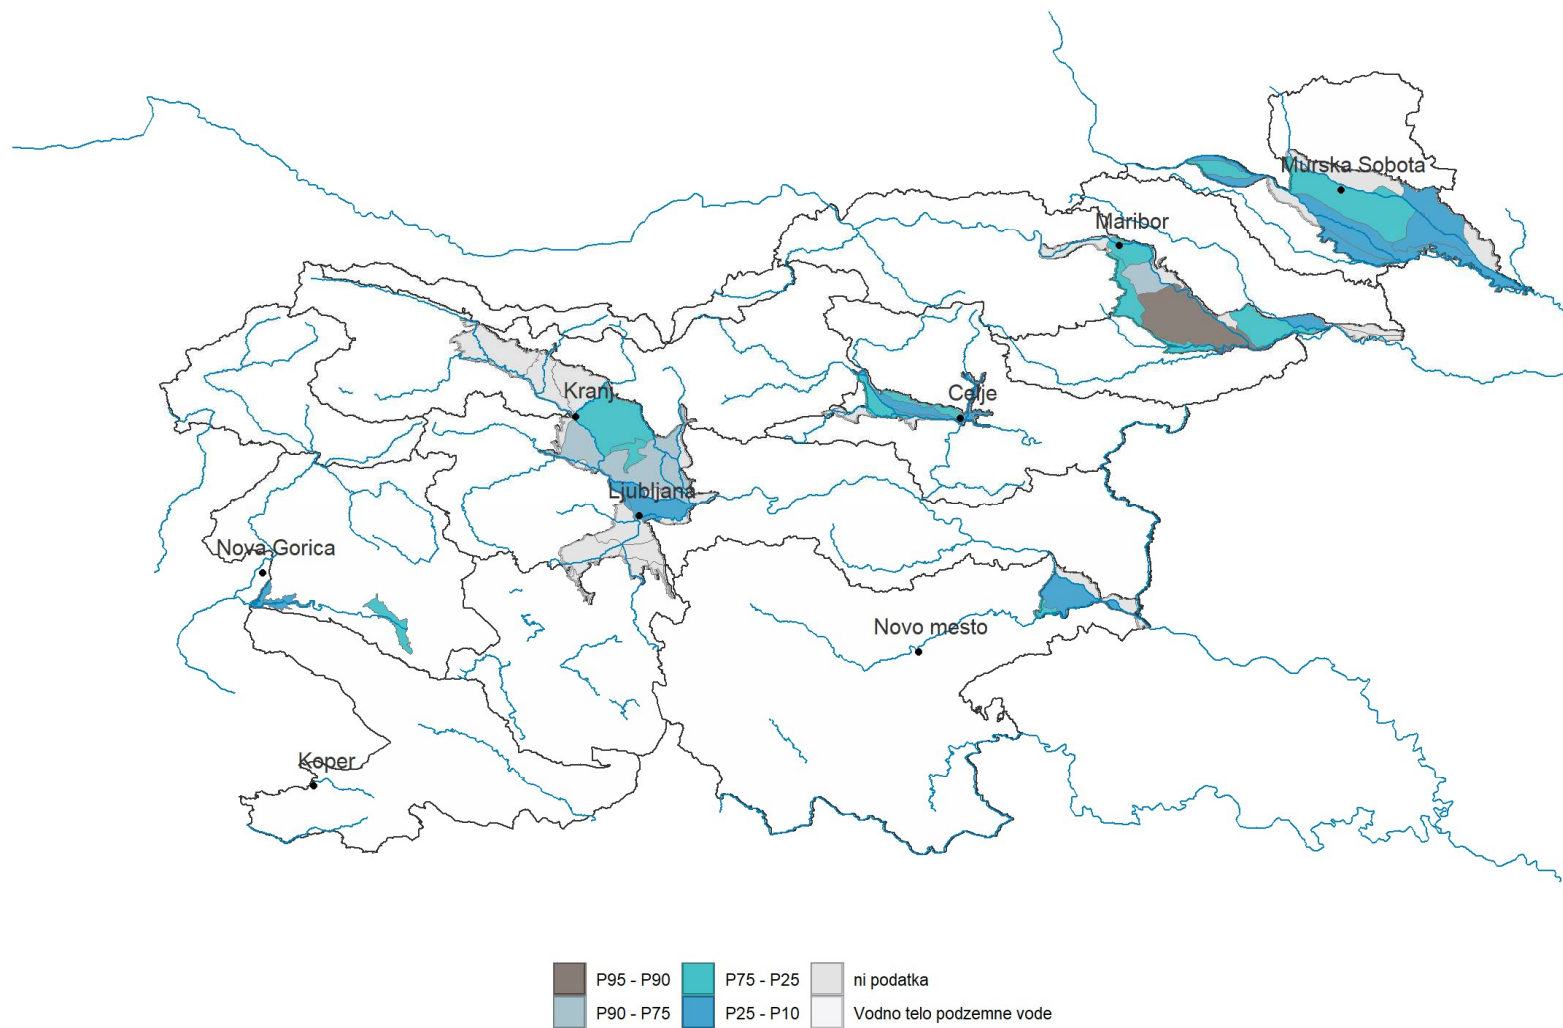 Murska Sobota
Maribor
Kranj
Celje
Ljubljana
Nova Gorica
Novo mesto
Koper
P95 - P90
P75 - P25
ni podatka
P90 - P75
P25 - P10
Vodno telo podzemne vode